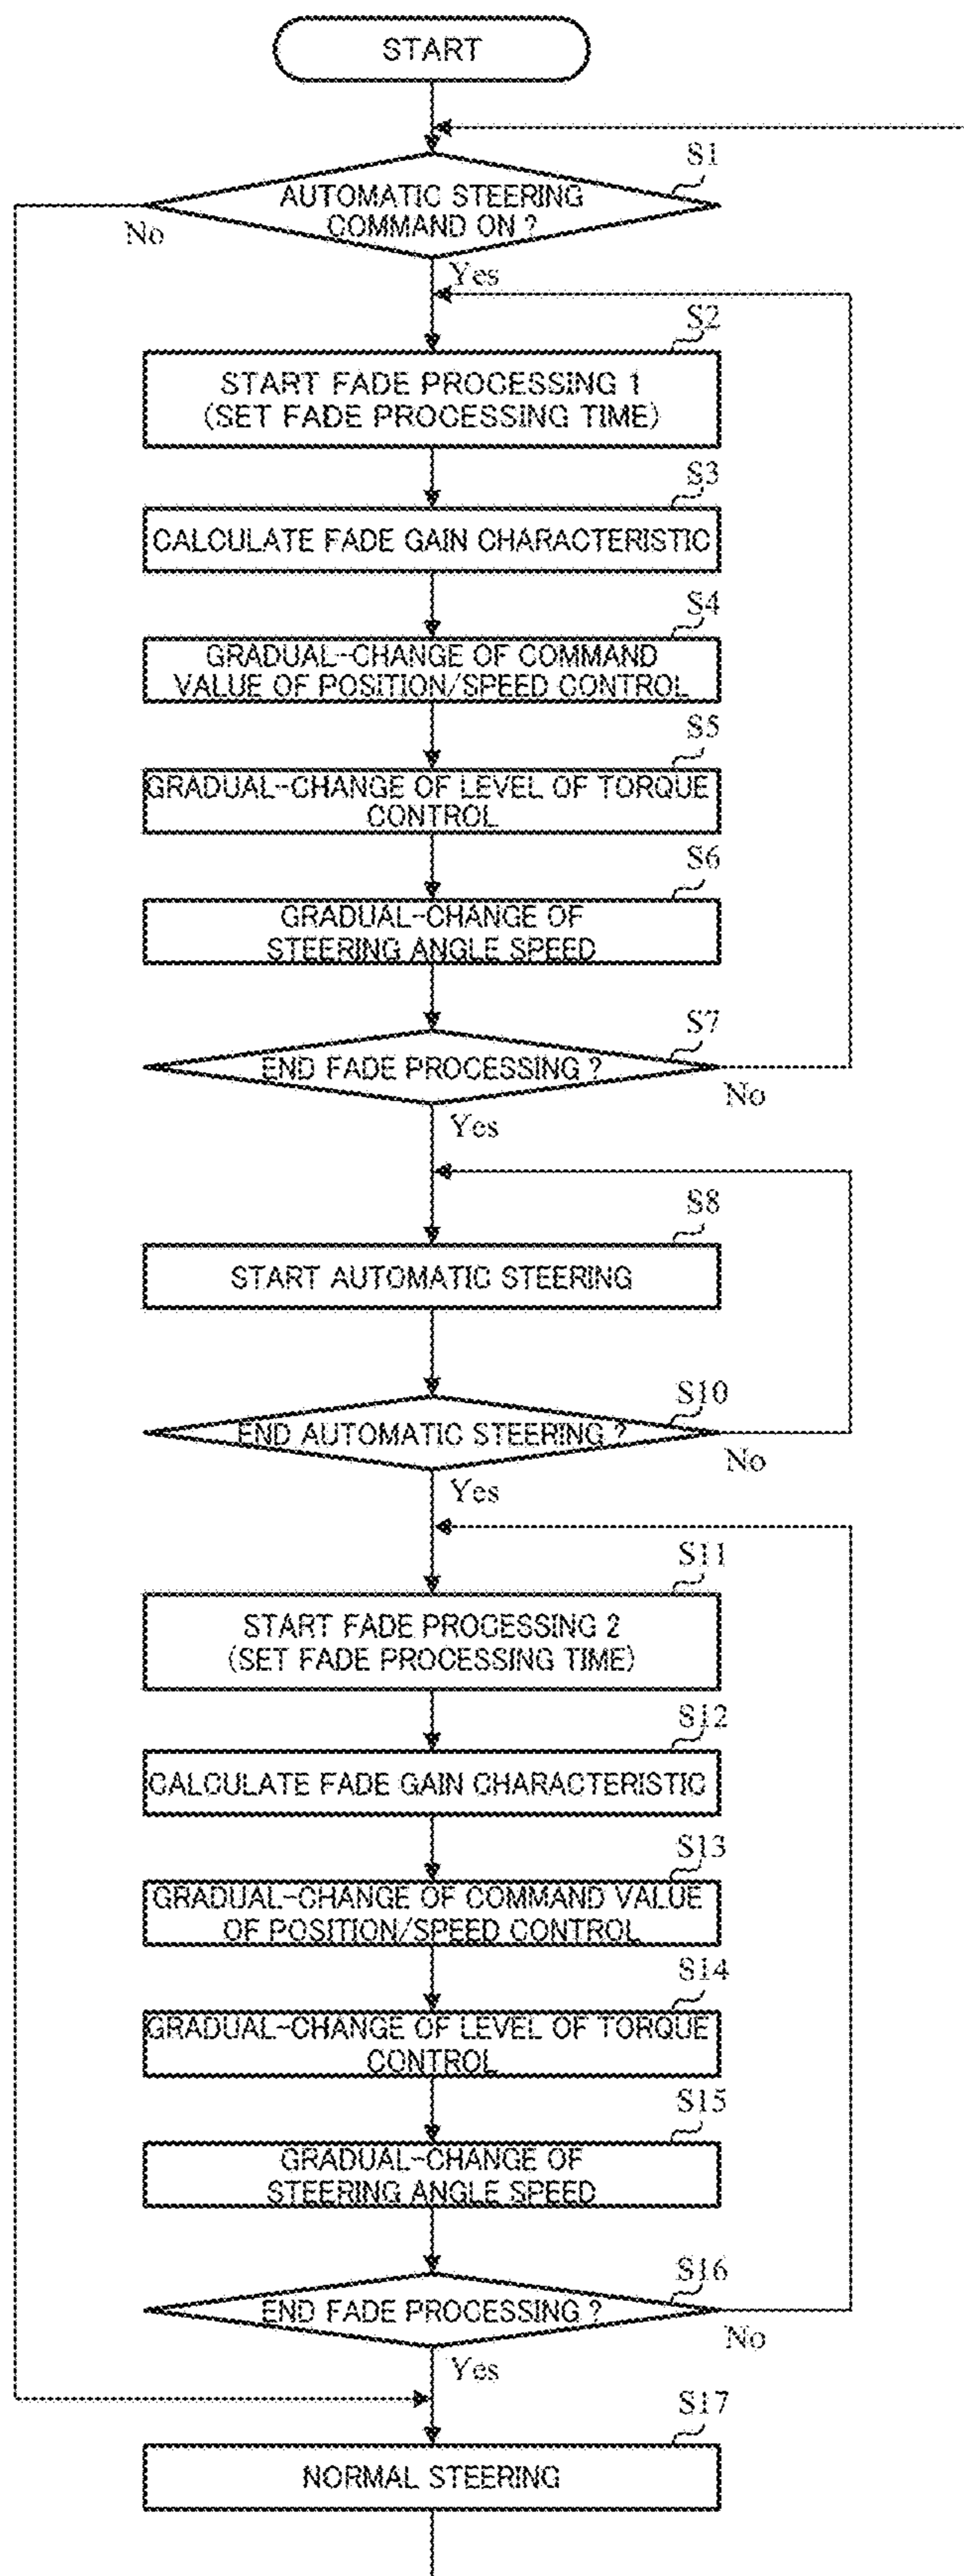 START
S1
AUTOMATIC STEERING
COMMAND ON ?
No
Yes
S2
START FADE PROCESSING 1
(SET FADE PROCESSING TIME)
S3
CALCULATE FADE GAIN CHARACTERISTIC
S4
GRADUAL-CHANGE OF COMMAND
VALUE OF POSITION/SPEED CONTROL
S5
GRADUAL-CHANGE OF LEVEL OF TORQUE
CONTROL
S6
GRADUAL-CHANGE OF
STEERING ANGLE SPEED
S7
END FADE PROCESSING ?
No
Yes
S8
START AUTOMATIC STEERING
S10
END AUTOMATIC STEERING ?
No
Yes
S11
START FADE PROCESSING 2
(SET FADE PROCESSING TIME)
S12
CALCULATE FADE GAIN CHARACTERISTIC
S13
GRADUAL-CHANGE OF COMMAND VALUE
OF POSITION/SPEED CONTROL
S14
GRADUAL-CHANGE OF LEVEL OF TORQUE
CONTROL
S15
GRADUAL-CHANGE OF
STEERING ANGLE SPEED
S16
END FADE PROCESSING ?
No
Yes
S17
NORMAL STEERING